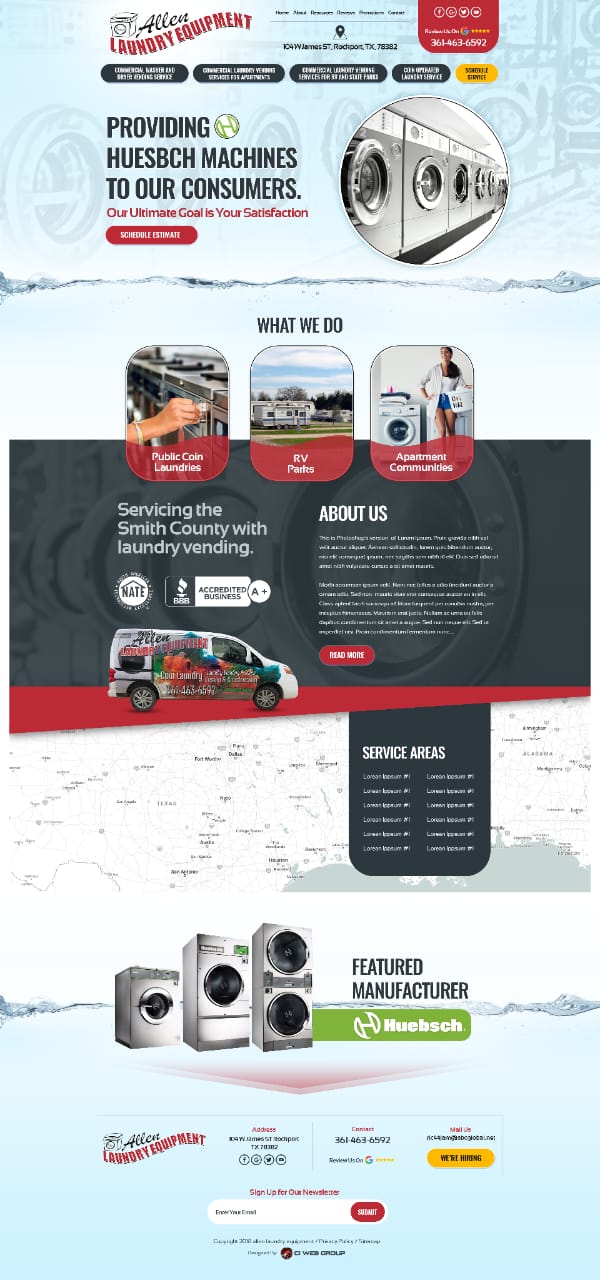 Allen
LAUNDRY EQUIPMENT
Home About Resources Reviews Promotions Contact
104 W James ST, Rockport, TX, 78382
Review Us On
361-463-6592
COMMERCIAL WASHER AND
DRYER VENDING SERVICE
COMMERCIAL LAUNDRY VENDING
SERVICES FOR APARTMENTS
COMMERCIAL LAUNDRY VENDING
SERVICES FOR RV AND STATE PARKS
COIN OPERATED
LAUNDRY SERVICE
SCHEDULE
SERVICE
PROVIDING
HUESBCH MACHINES
TO OUR CONSUMERS.
Our Ultimate Goal is Your Satisfaction
SCHEDULE ESTIMATE
WHAT WE DO
Public Coin
Laundries
RV
Parks
Apartment
Communities
Servicing the
Smith County with
laundry vending.
NATE
BBB
ACCREDITED
BUSINESS
A+
ABOUT US
This is Photoshop's version of Lorem Ipsum. Proin gravida nibh vel
velit auctor aliquet. Aenean sollicitudin, lorem quis bibendum auctor,
nisi elit consequat ipsum, nec sagittis sem nibh id elit. Duis sed odio sit
amet nibh vulputate cursus a sit amet mauris.
Morbi accumsan ipsum velit. Nam nec tellus a odio tincidunt auctor a
ornare odio. Sed non mauris vitae erat consequat auctor eu in elit.
Class aptent taciti sociosqu ad litora torquent per conubia nostra, per
inceptos himenaeos. Mauris in erat justo. Nullam ac urna eu felis
dapibus condimentum sit amet a augue. Sed non neque elit. Sed ut
imperdiet nisi. Proin condimentum fermentum nunc...
READ MORE
Allen
LAUNDRY EQUIPMENT
Coin Laundry
361-463-6592
SERVICE AREAS
Lorem Ipsum #1 Lorem Ipsum #1
Lorem Ipsum #1 Lorem Ipsum #1
Lorem Ipsum #1 Lorem Ipsum #1
Lorem Ipsum #1 Lorem Ipsum #1
Lorem Ipsum #1 Lorem Ipsum #1
Lorem Ipsum #1 Lorem Ipsum #1
TEXAS
ALABAMA
Fort Worth
Dallas
Waco
Austin
Houston
San Antonio
Birmingham
Montgomery
Beaumont
Huebsch
FEATURED
MANUFACTURER
Huebsch
Allen
LAUNDRY EQUIPMENT
Address
104 W James ST Rockport
TX 78382
Contact
361-463-6592
Review Us On
Mail Us
WE'RE HIRING
Sign Up for Our Newsletter
Enter Your Email
SUBMIT
Copyright 2018 allen laundry equipment / Privacy Policy / Sitemap
Designed by: CI WEB GROUP